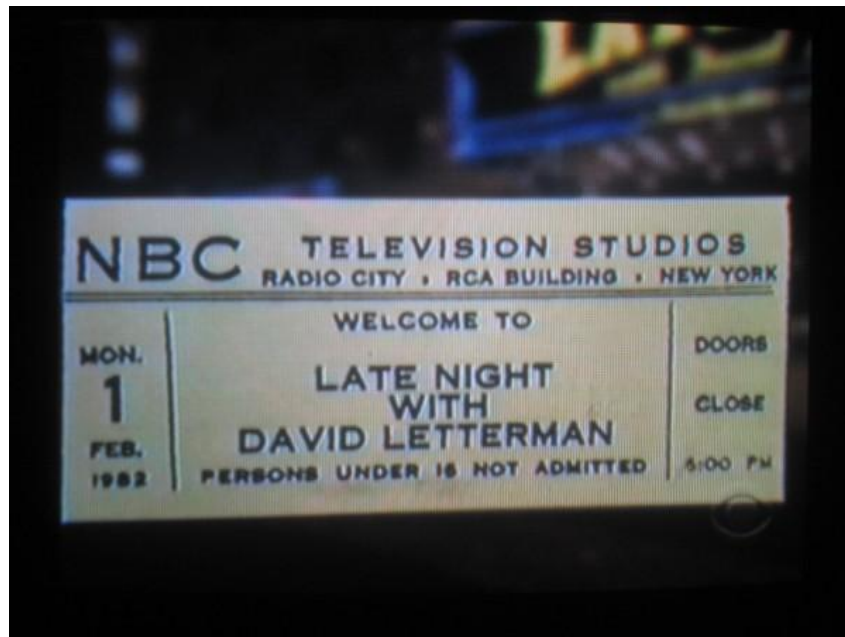 NBC TELEVISION STUDIOS
RADIO CITY • RCA BUILDING • NEW YORK
WELCOME TO
LATE NIGHT
WITH
DAVID LETTERMAN
PERSONS UNDER 16 NOT ADMITTED
MON.
1
FEB.
1982
DOORS
CLOSE
5:00 PM